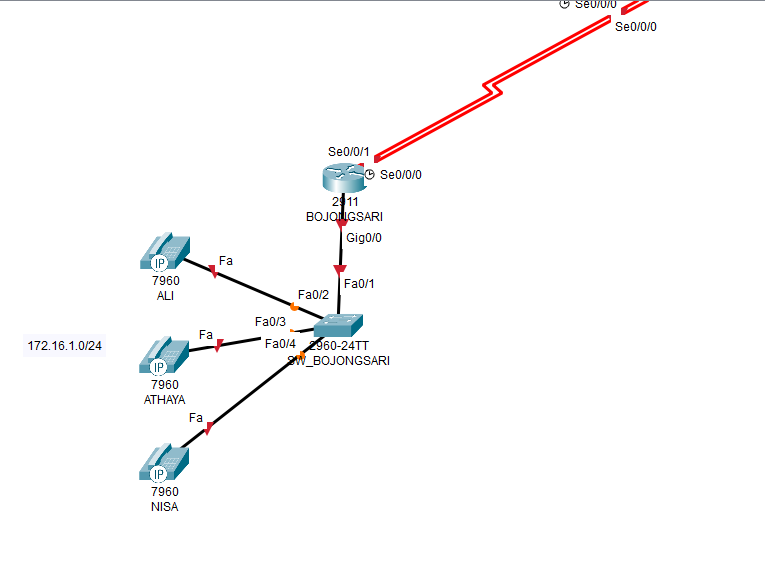 Se0/0/0
Se0/0/0
Se0/0/1
Se0/0/0
2911
BOJONGSARI
Gig0/0
Fa0/1
IP
Fa
7960
ALI
Fa0/2
Fa0/3
Fa0/4
2960-24TT
SW_BOJONGSARI
172.16.1.0/24
Fa
IP
7960
ATHAYA
Fa
IP
7960
NISA